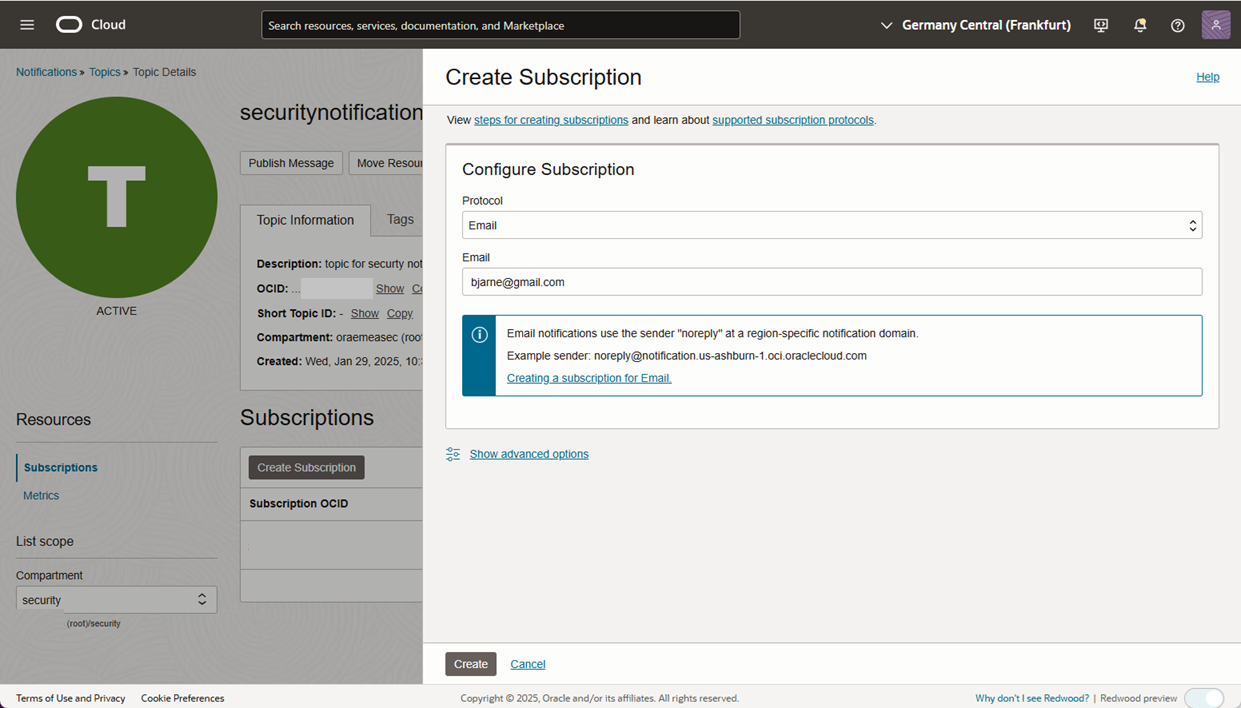 Cloud
Search resources, services, documentation, and Marketplace
Germany Central (Frankfurt)
Notifications » Topics » Topic Details
T
ACTIVE
securitynotification
Publish Message
Move Resour
Topic Information
Tags
Description: topic for securty not
OCID: ... Show Co
Short Topic ID: - Show Copy
Compartment: oraemeasec (roo
Created: Wed, Jan 29, 2025, 10:
Resources
Subscriptions
Metrics
List scope
Compartment
security
(root)/security
Subscriptions
Create Subscription
Subscription OCID
Create Subscription
Help
View steps for creating subscriptions and learn about supported subscription protocols.
Configure Subscription
Protocol
Email
Email
bjarne@gmail.com
Email notifications use the sender "noreply" at a region-specific notification domain.
Example sender: noreply@notification.us-ashburn-1.oci.oraclecloud.com
Creating a subscription for Email.
Show advanced options
Create
Cancel
Terms of Use and Privacy
Cookie Preferences
Copyright © 2025, Oracle and/or its affiliates. All rights reserved.
Why don't I see Redwood? | Redwood preview